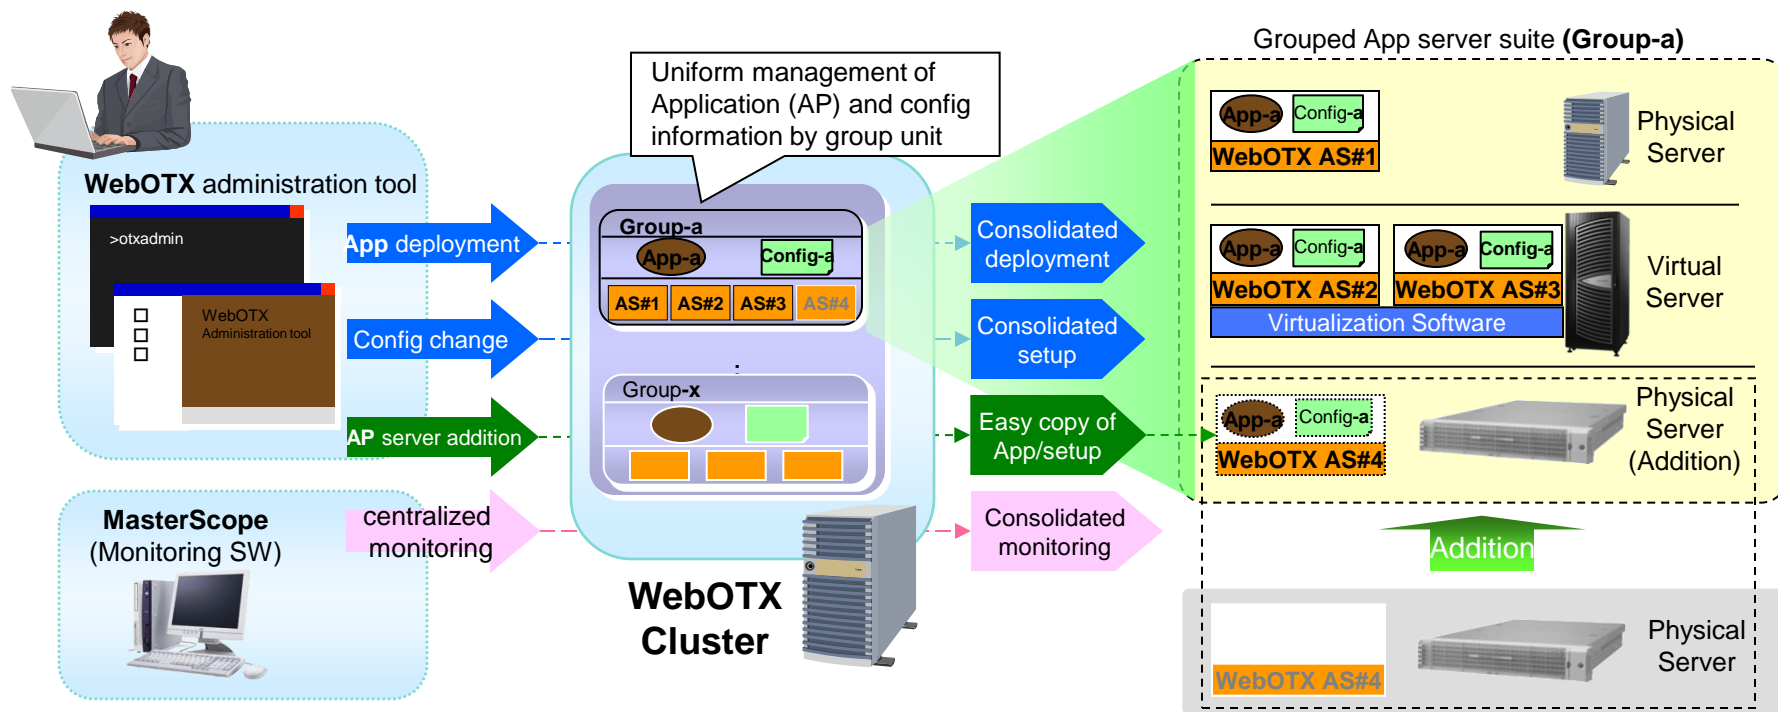 Grouped App server suite (Group-a)
Uniform management of
Application (AP) and config
information by group unit
WebOTX administration tool
>otxadmin
WebOTX
Administration tool
App deployment
Config change
AP server addition
MasterScope
(Monitoring SW)
centralized
monitoring
Group-a
App-a
Config-a
AS#1
AS#2
AS#3
AS#4
:
Group-x
WebOTX
Cluster
Consolidated
deployment
Consolidated
setup
Easy copy of
App/setup
Consolidated
monitoring
App-a
Config-a
WebOTX AS#1
Physical
Server
App-a
Config-a
WebOTX AS#2
App-a
Config-a
WebOTX AS#3
Virtualization Software
Virtual
Server
App-a
Config-a
WebOTX AS#4
Physical
Server
(Addition)
Addition
WebOTX AS#4
Physical
Server